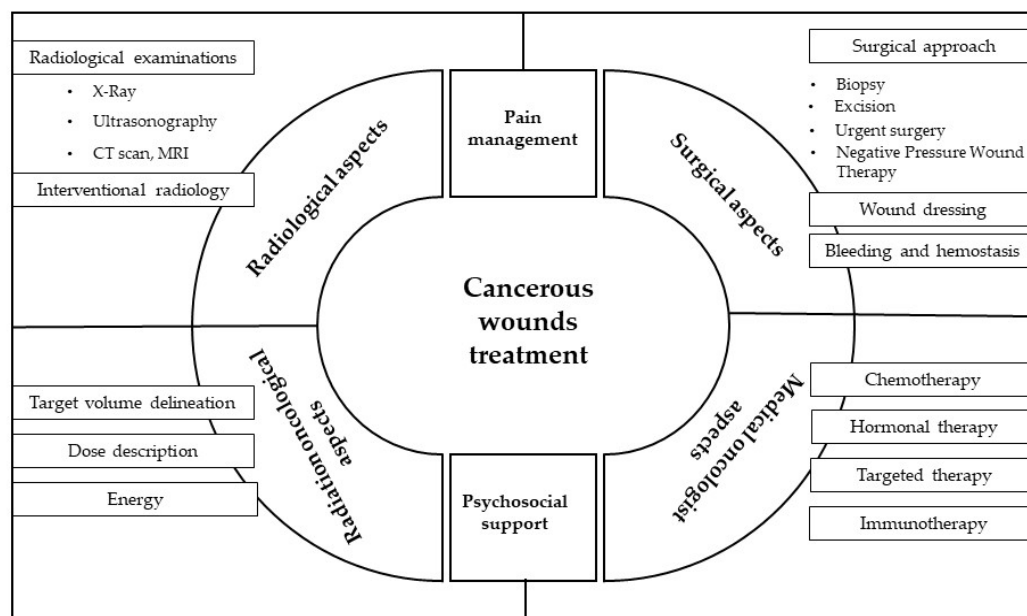 Radiological examinations
• X-Ray
• Ultrasonography
• CT scan, MRI
Interventional radiology
Radiological aspects
Pain
management
Surgical aspects
Surgical approach
• Biopsy
• Excision
• Urgent surgery
• Negative Pressure Wound
Therapy
Wound dressing
Bleeding and hemostasis
Cancerous
wounds
treatment
Target volume delineation
Dose description
Energy
Radiation oncological
aspects
Psychosocial
support
Medical oncologist
aspects
Chemotherapy
Hormonal therapy
Targeted therapy
Immunotherapy